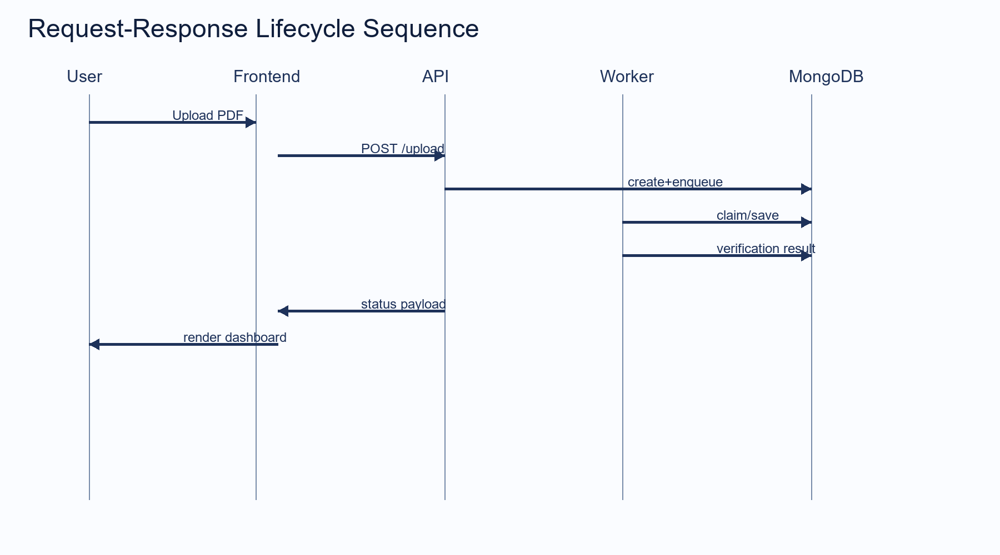 Request-Response Lifecycle Sequence
User
Frontend
API
Worker
MongoDB
Upload PDF
POST /upload
create+enqueue
claim/save
verification result
status payload
render dashboard